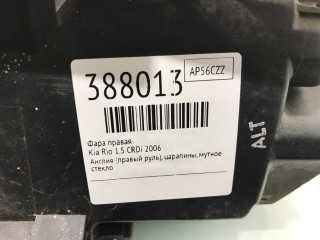 388013
AP56CZZ
Фара правая
Kia Rio 1.5 CRDi 2006
Англия (правый руль), царапины, мутное
стекло
ALT